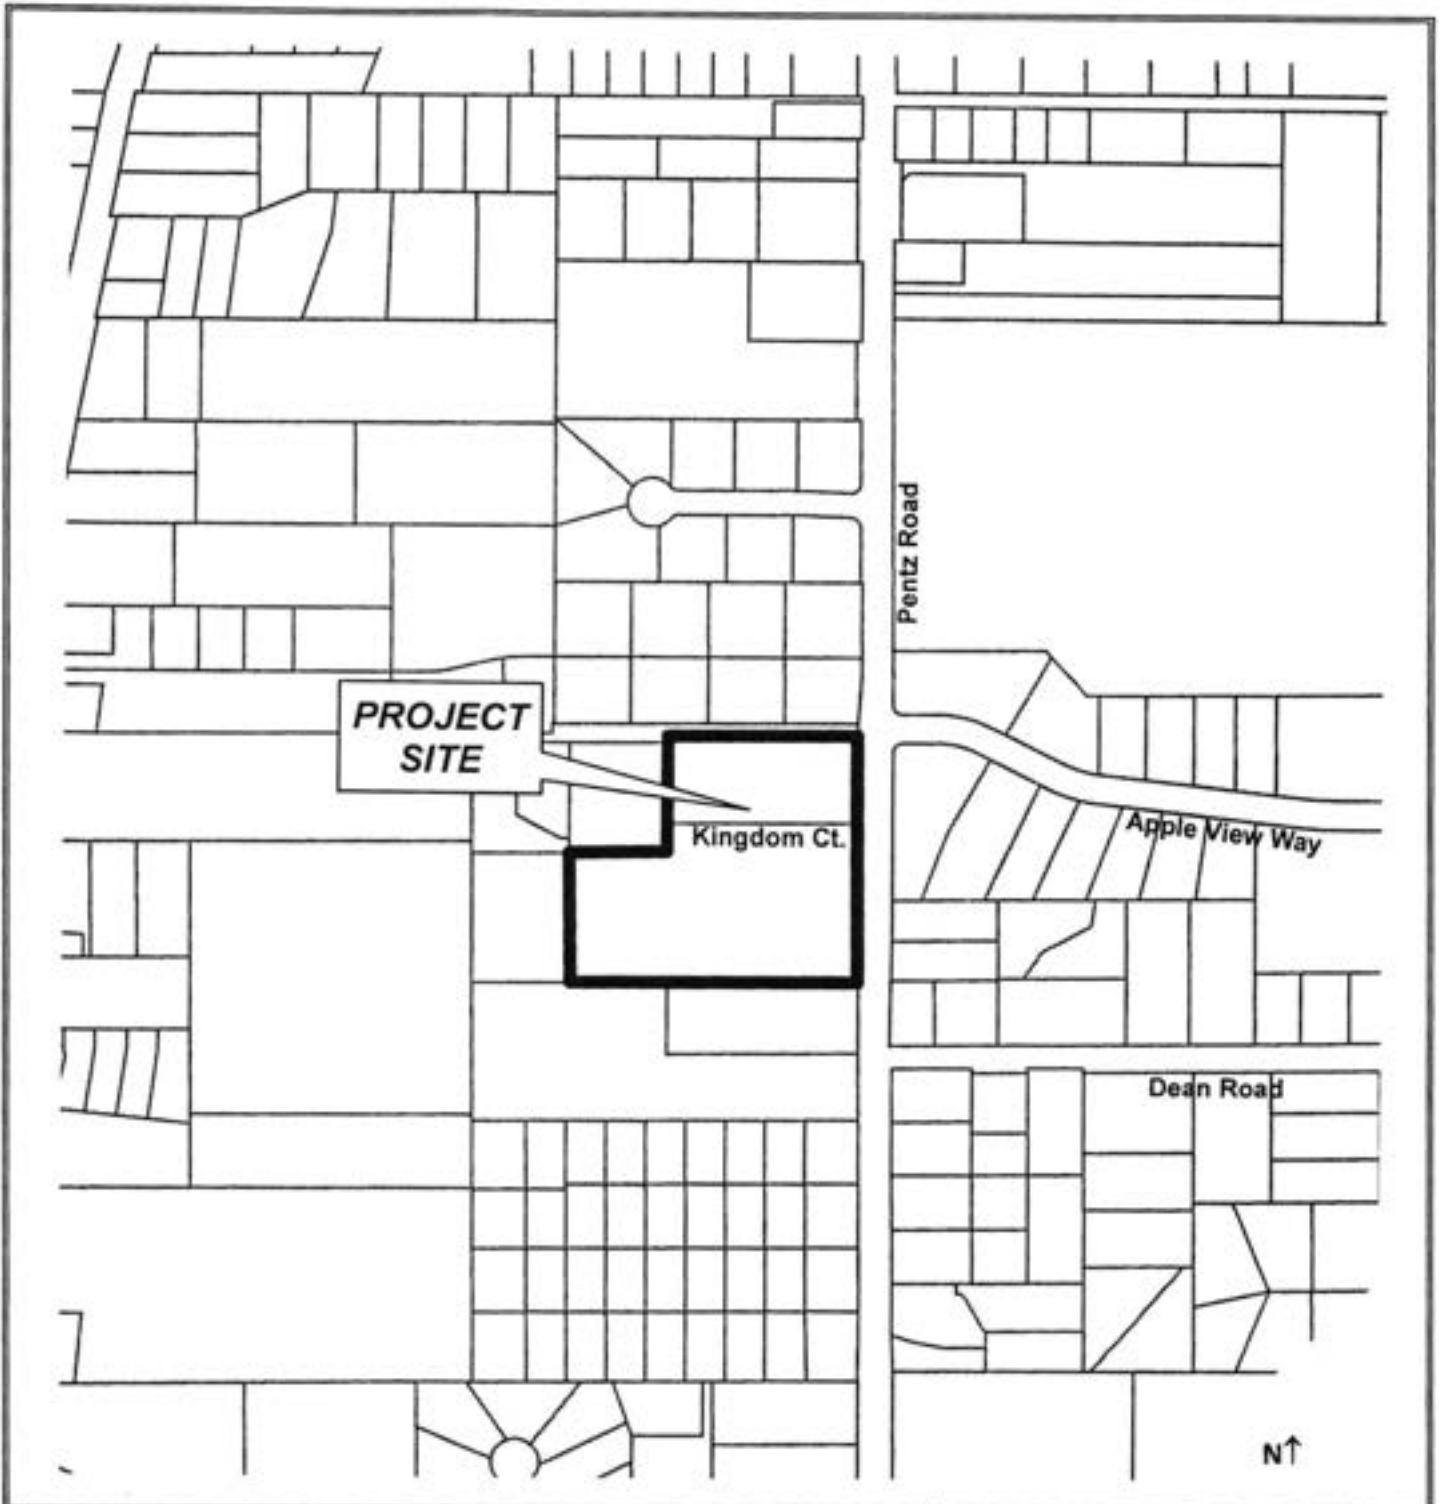 Pentz Road
PROJECT
SITE
Kingdom Ct.
Apple View Way
Dean Road
N↑